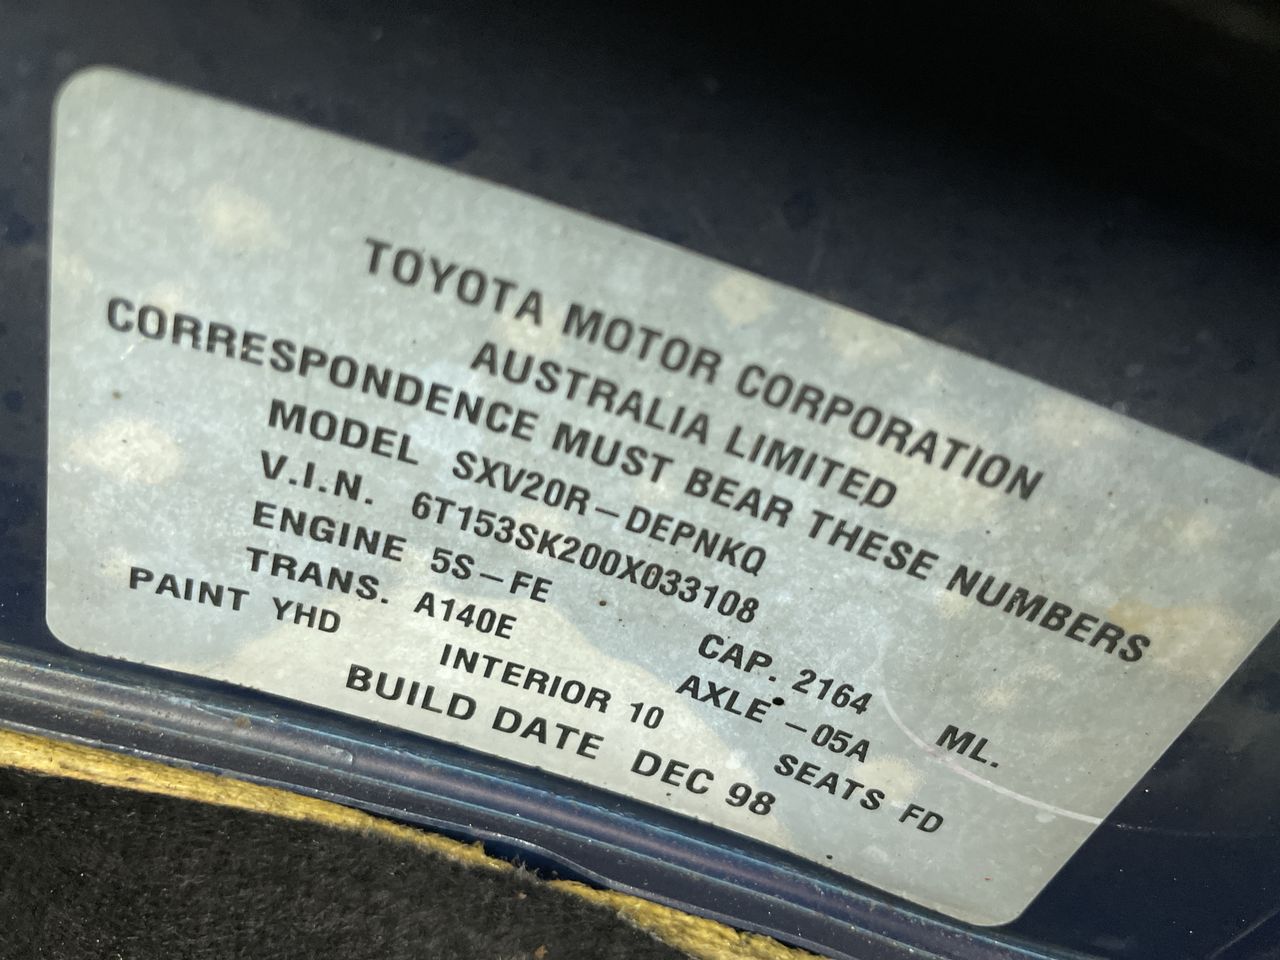 TOYOTA MOTOR CORPORATION
AUSTRALIA LIMITED
CORRESPONDENCE MUST BEAR THESE NUMBERS
MODEL SXV20R-DEPNKQ
V.I.N. 6T153SK200X033108
ENGINE 5S-FE CAP. 2164 ML.
TRANS. A140E AXLE -05A
PAINT YHD INTERIOR 10 SEATS FD
BUILD DATE DEC 98